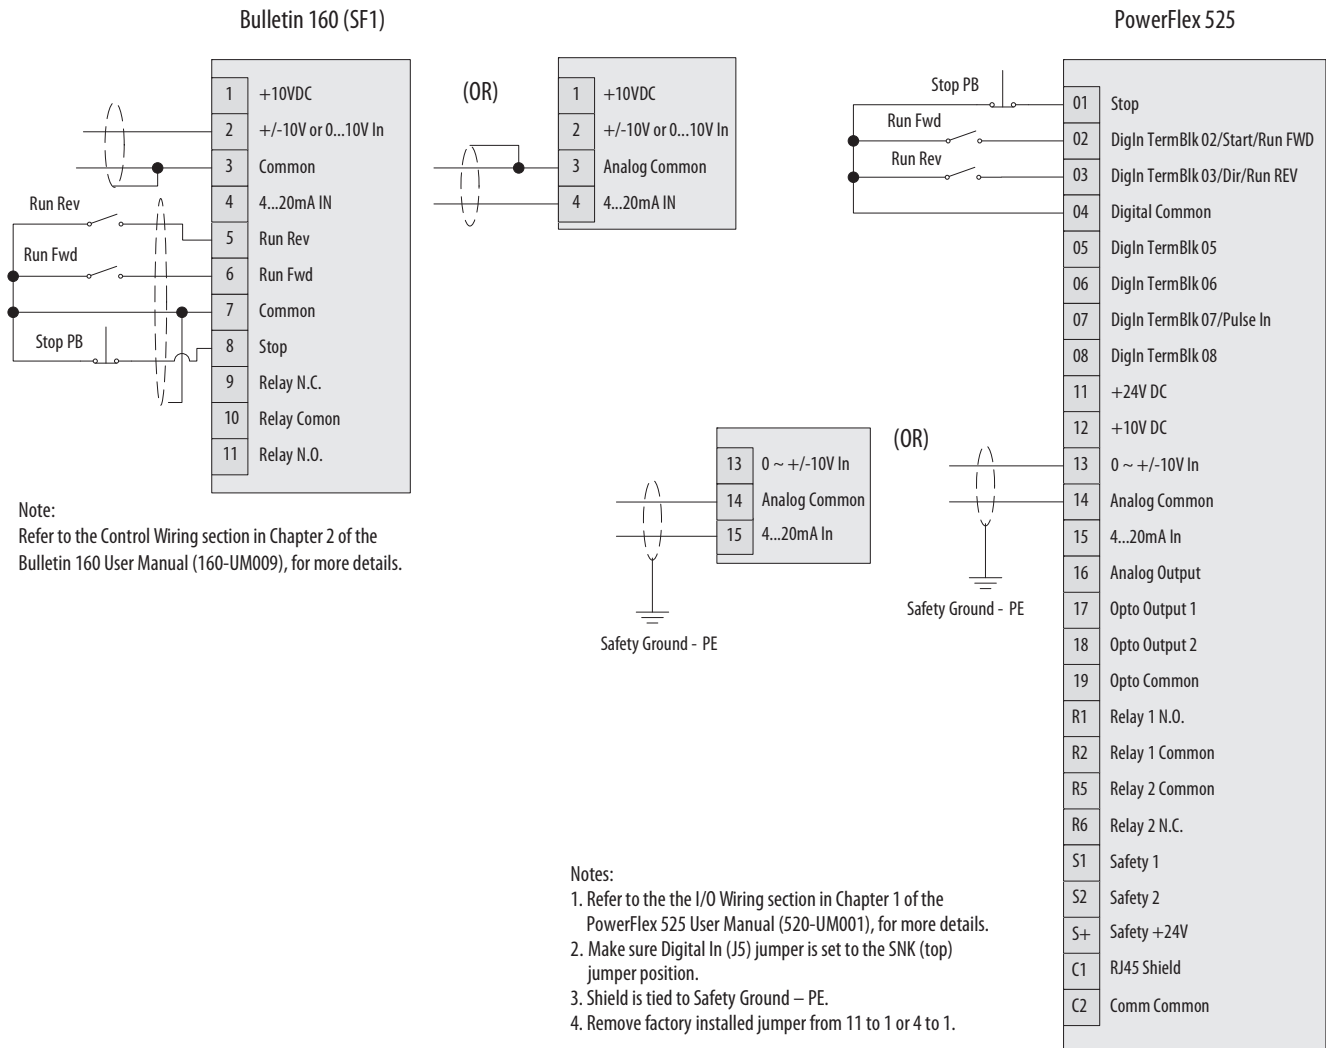 Bulletin 160 (SF1)
1 +10VDC
2 +/-10V or 0...10V In
3 Common
4 4...20mA IN
Run Rev
5 Run Rev
Run Fwd
6 Run Fwd
7 Common
Stop PB
8 Stop
9 Relay N.C.
10 Relay Comon
11 Relay N.O.
Note:
Refer to the Control Wiring section in Chapter 2 of the
Bulletin 160 User Manual (160-UM009), for more details.
(OR)
1 +10VDC
2 +/-10V or 0...10V In
3 Analog Common
4 4...20mA IN
13 0 ~ +/-10V In
14 Analog Common
15 4...20mA In
Safety Ground - PE
(OR)
Safety Ground - PE
PowerFlex 525
Stop PB
01 Stop
Run Fwd
02 DigIn TermBlk 02/Start/Run FWD
Run Rev
03 DigIn TermBlk 03/Dir/Run REV
04 Digital Common
05 DigIn TermBlk 05
06 DigIn TermBlk 06
07 DigIn TermBlk 07/Pulse In
08 DigIn TermBlk 08
11 +24V DC
12 +10V DC
13 0 ~ +/-10V In
14 Analog Common
15 4...20mA In
16 Analog Output
17 Opto Output 1
18 Opto Output 2
19 Opto Common
R1 Relay 1 N.O.
R2 Relay 1 Common
R5 Relay 2 Common
R6 Relay 2 N.C.
S1 Safety 1
S2 Safety 2
S+ Safety +24V
C1 RJ45 Shield
C2 Comm Common
Notes:
1. Refer to the the I/O Wiring section in Chapter 1 of the
PowerFlex 525 User Manual (520-UM001), for more details.
2. Make sure Digital In (J5) jumper is set to the SNK (top)
jumper position.
3. Shield is tied to Safety Ground – PE.
4. Remove factory installed jumper from 11 to 1 or 4 to 1.